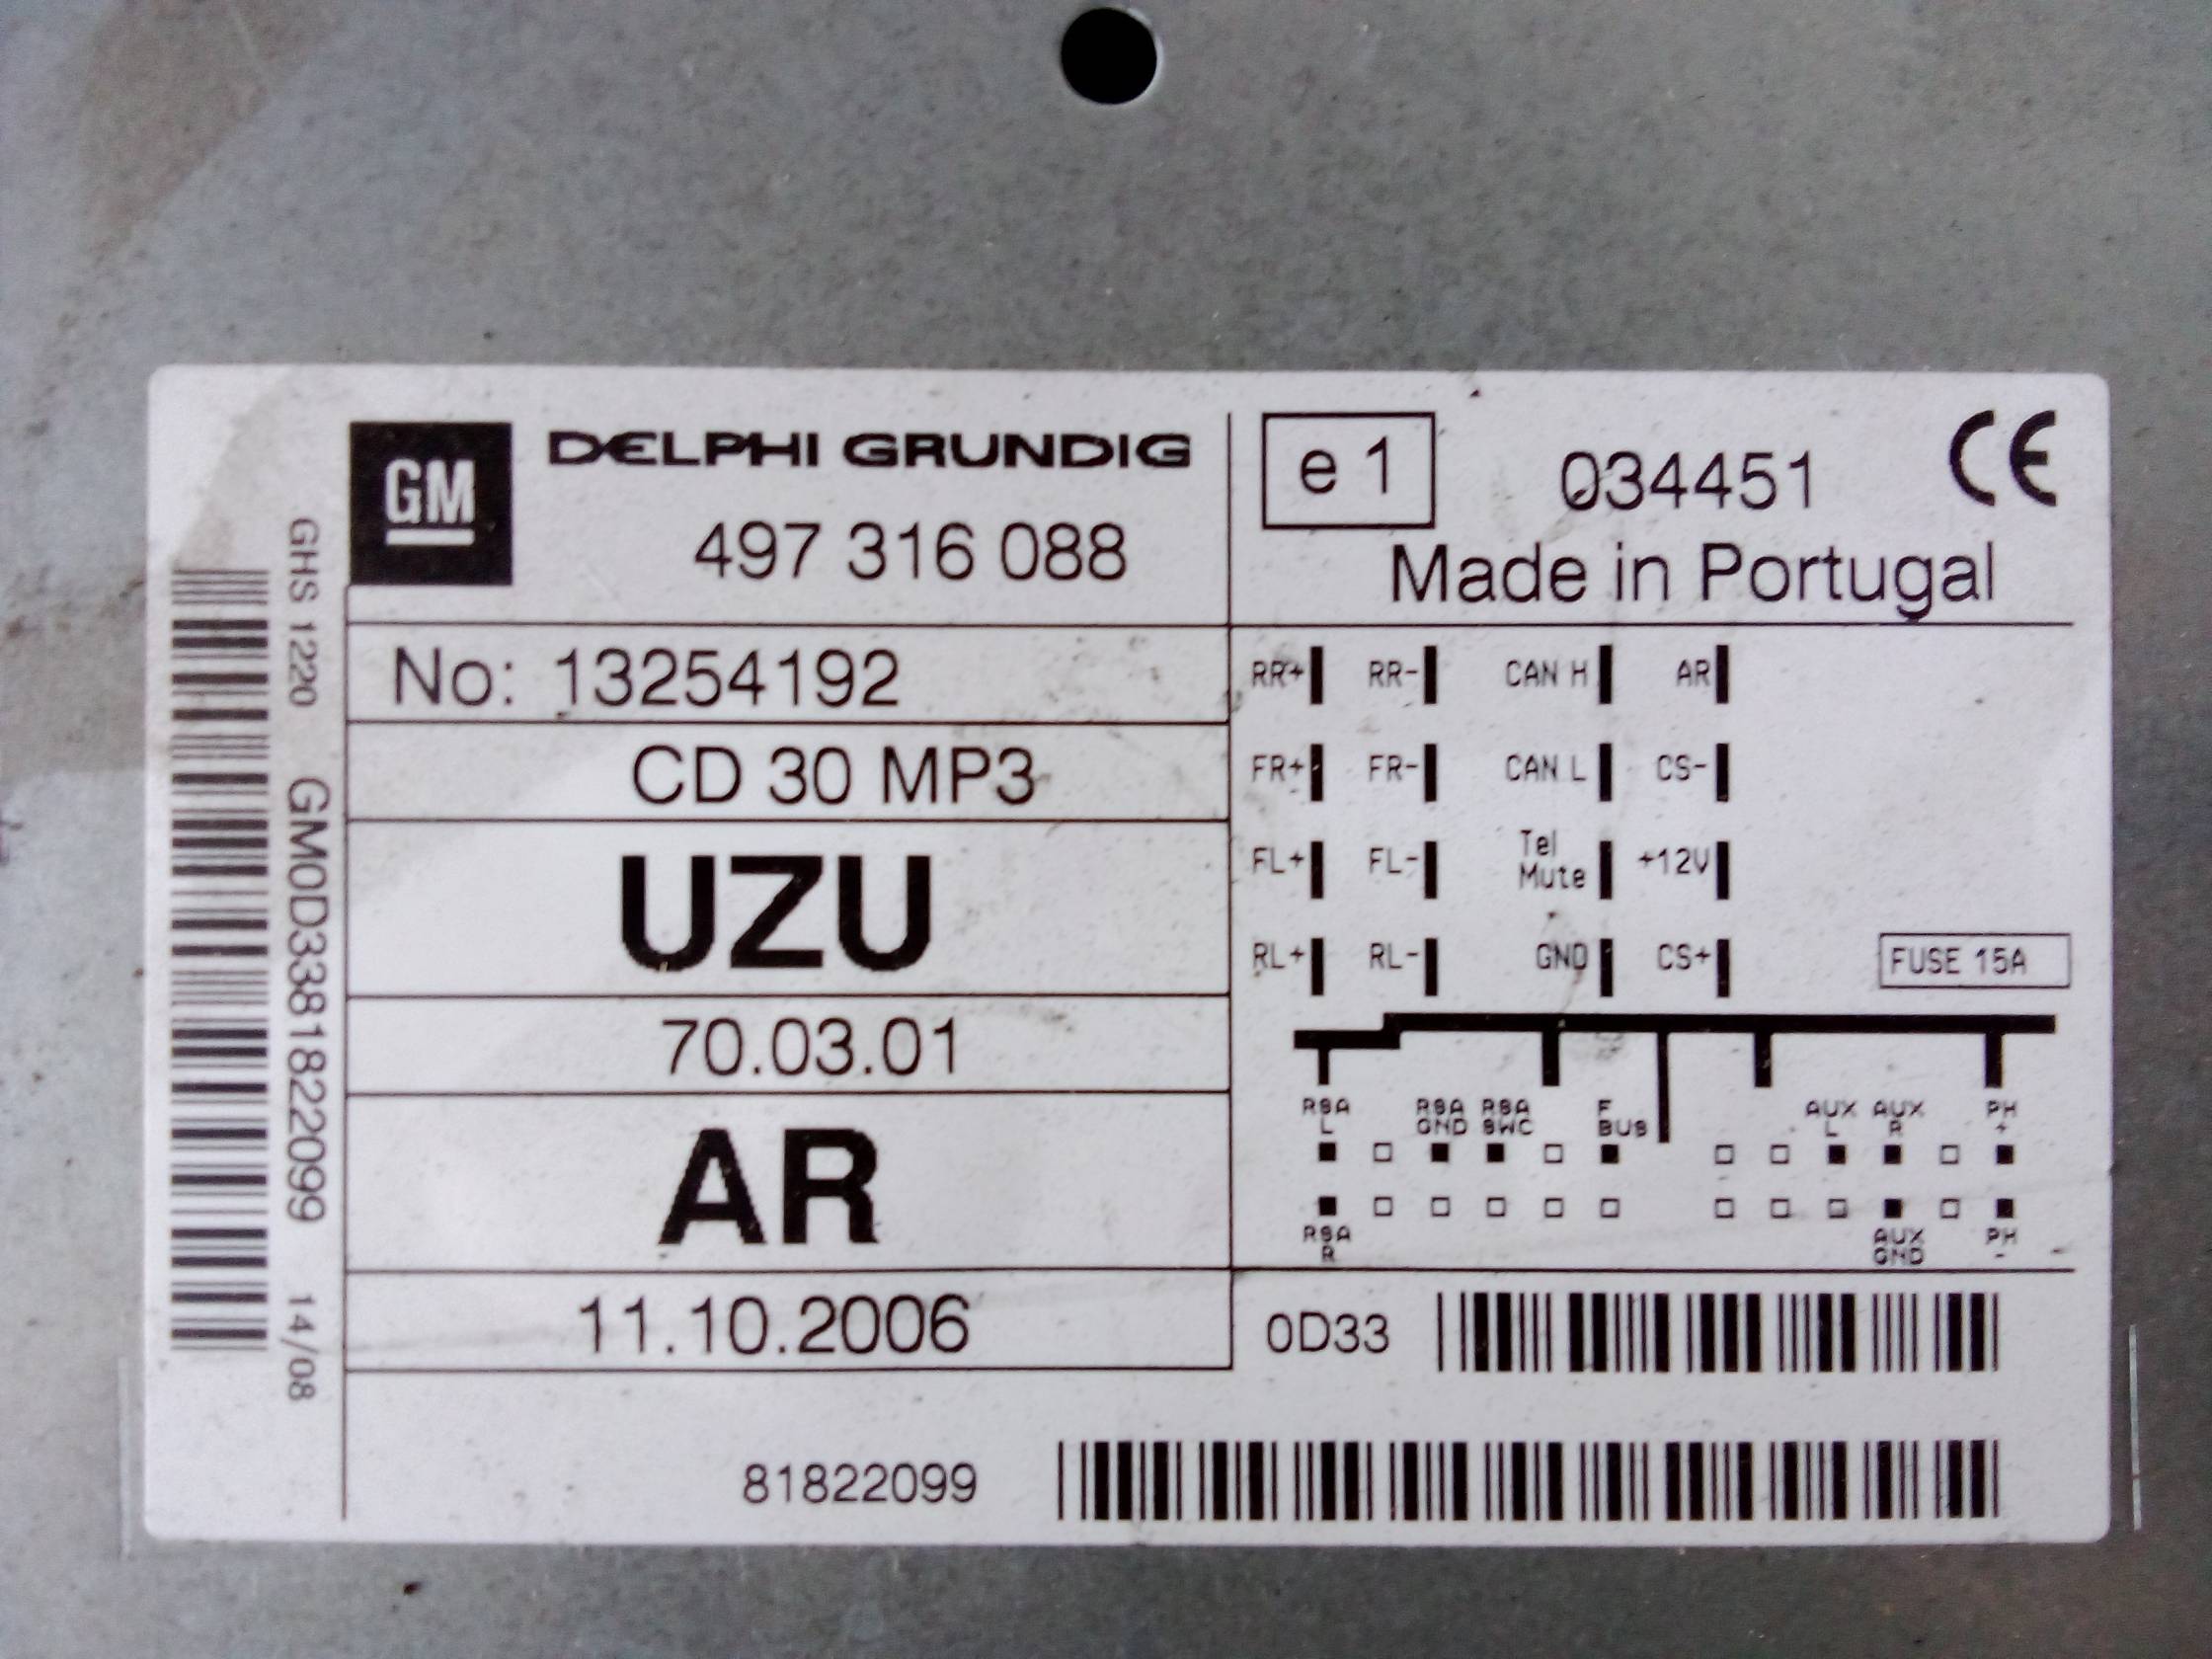 GM
DELPHI GRUNDIG
497 316 088
No: 13254192
CD 30 MP3
UZU
70.03.01
AR
11.10.2006
81822099
e 1
034451
CE
Made in Portugal
RR+ RR- CAN H AR
FR+ FR- CAN L CS-
FL+ FL- Tel Mute +12V
RL+ RL- GND CS+
FUSE 15A
RSA L RSA GND RSA SWC F BUS AUX L AUX R PH +
RSA R AUX GND PH -
0D33
GHS 1220 GM0D3381822099 14/08